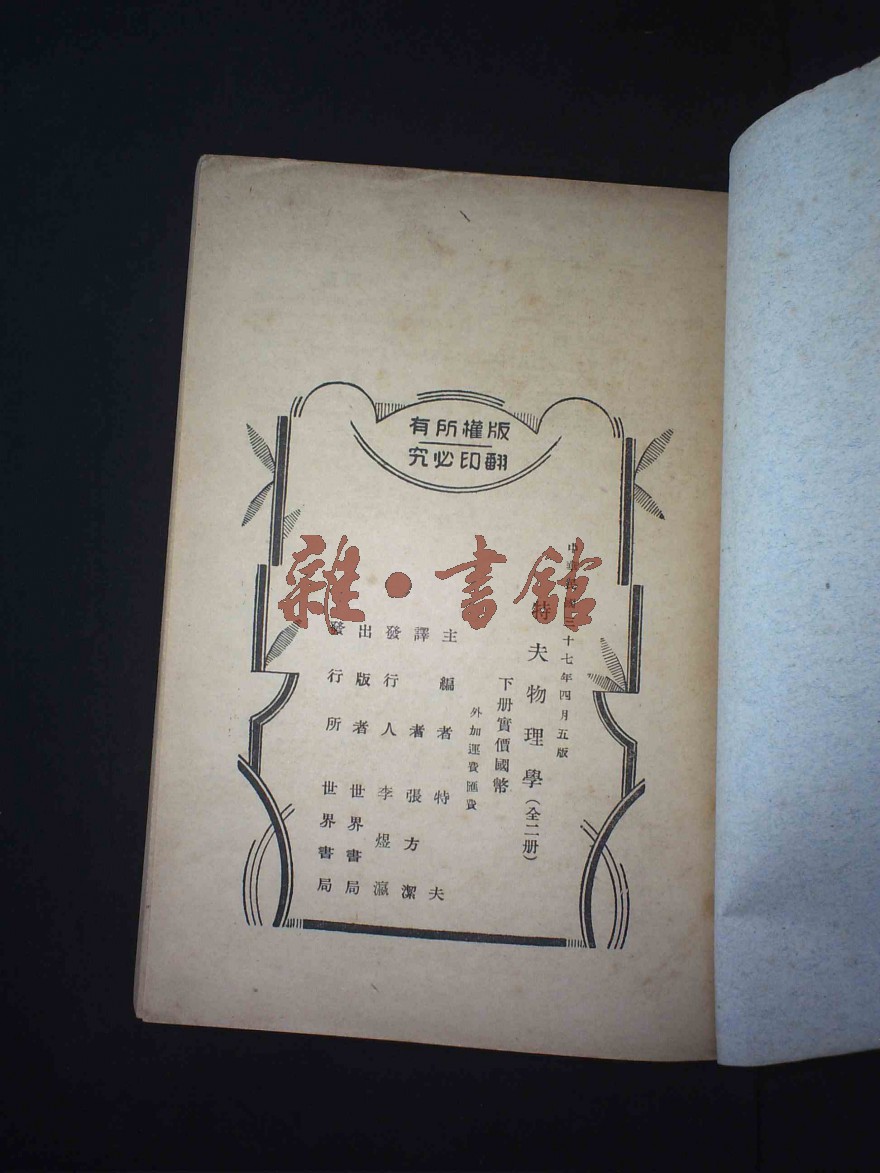 版權所有
翻印必究
中華民國三十七年四月五版
特夫物理學(全二册)
下册實價國幣
外加運費匯費
主編者 特夫
譯者 張方潔
發行人 李煜瀛
出版者 世界書局
發行所 世界書局
雜·書館